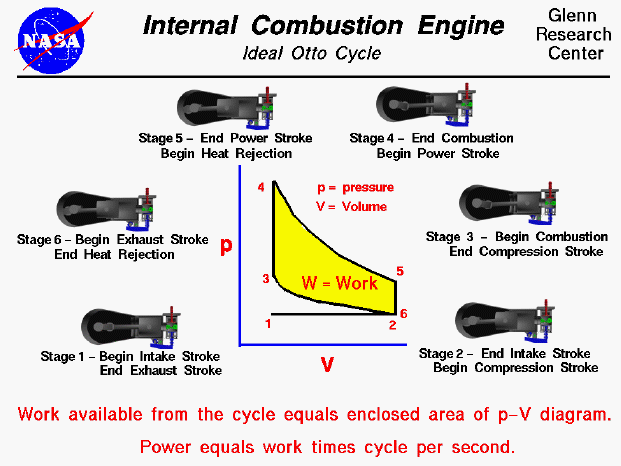 NASA
Internal Combustion Engine
Ideal Otto Cycle
Glenn
Research
Center
Stage 5 – End Power Stroke
Begin Heat Rejection
Stage 4 – End Combustion
Begin Power Stroke
Stage 6 – Begin Exhaust Stroke
End Heat Rejection
p
4
p = pressure
V = Volume
3
W = Work
5
6
1
2
V
Stage 3 – Begin Combustion
End Compression Stroke
Stage 1 – Begin Intake Stroke
End Exhaust Stroke
Stage 2 – End Intake Stroke
Begin Compression Stroke
Work available from the cycle equals enclosed area of p–V diagram.
Power equals work times cycle per second.